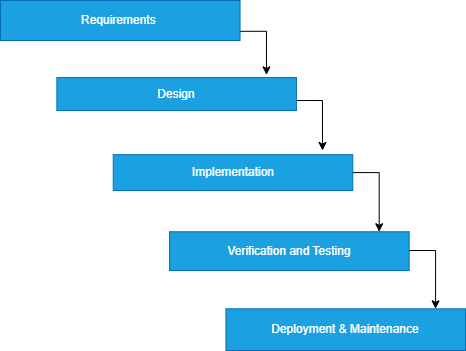 Requirements
Design
Implementation
Verification and Testing
Deployment & Maintenance